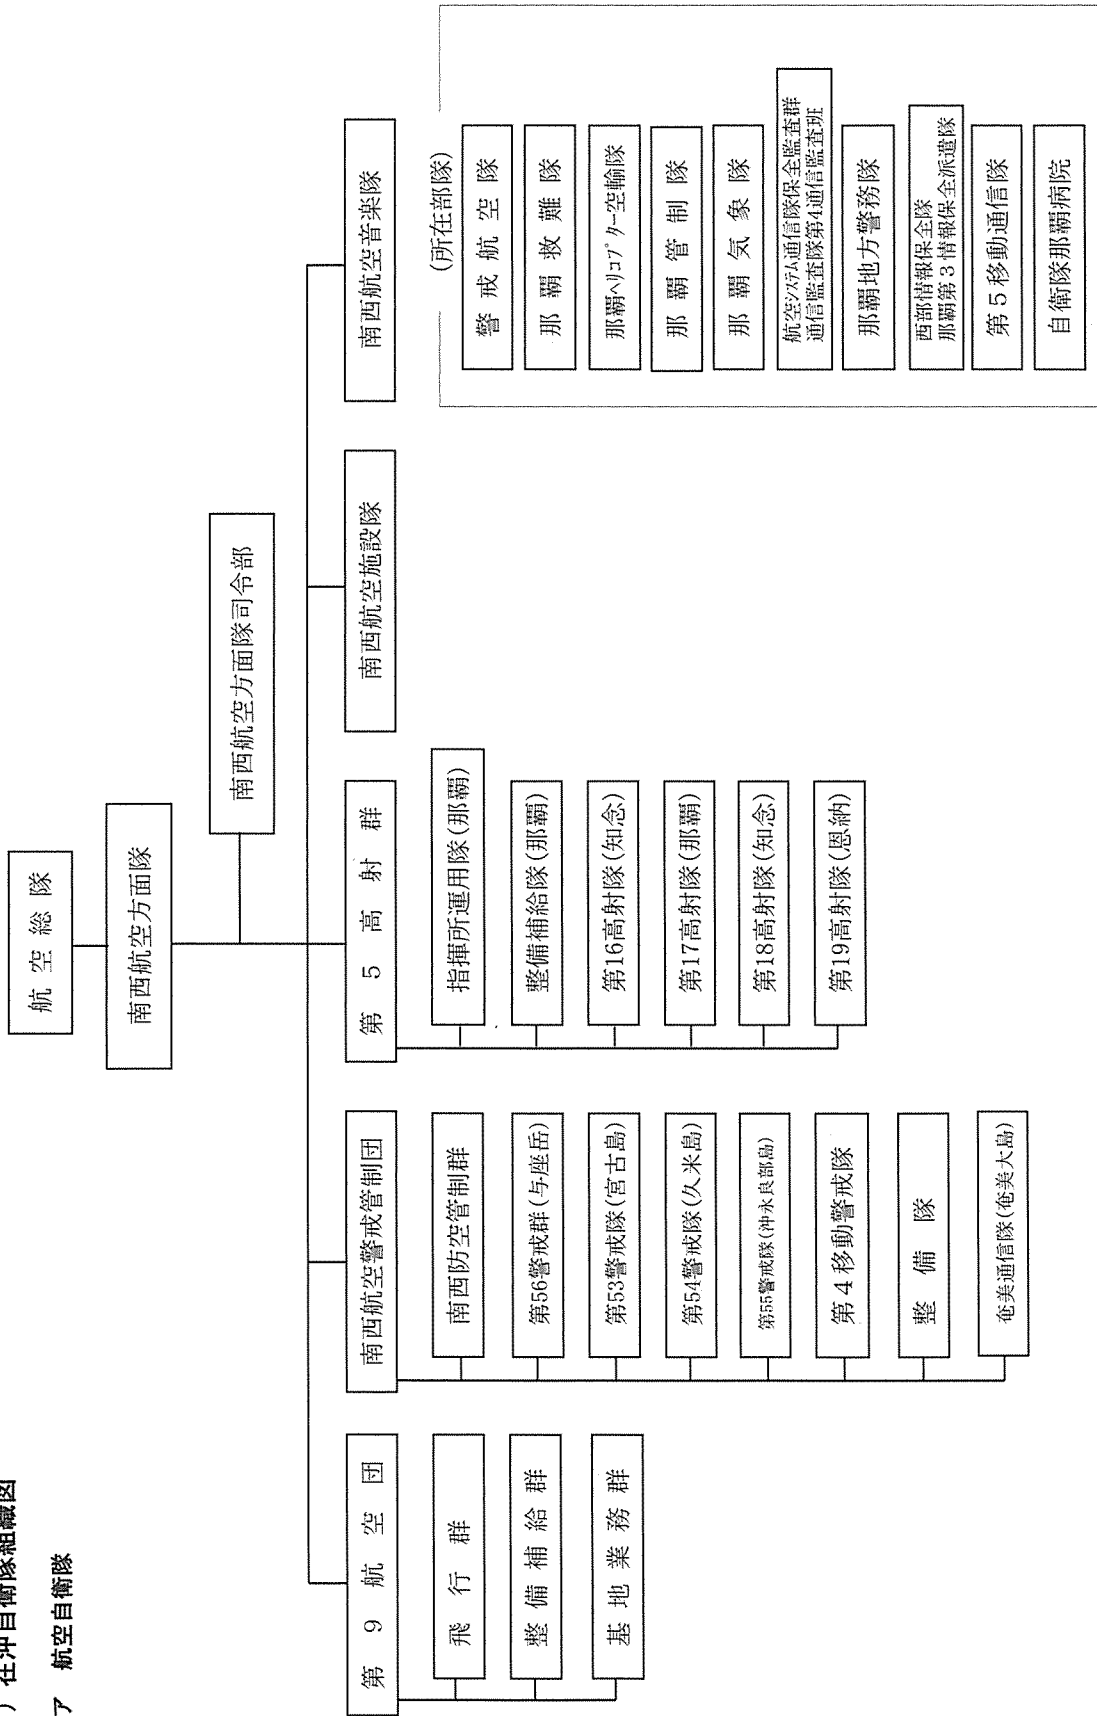 ) 在沖自衛隊組織図
ア 航空自衛隊
航空総隊
南西航空方面隊
南西航空方面隊司令部
第9航空団
飛行群
整備補給群
基地業務群
南西航空警戒管制団
南西防空管制群
第56警戒群(与座岳)
第53警戒隊(宮古島)
第54警戒隊(久米島)
第55警戒隊(沖永良部島)
第4移動警戒隊
整備隊
奄美通信隊(奄美大島)
第5高射群
指揮所運用隊(那覇)
整備補給隊(那覇)
第16高射隊(知念)
第17高射隊(那覇)
第18高射隊(知念)
第19高射隊(恩納)
南西航空施設隊
南西航空音楽隊
(所在部隊)
警戒航空隊
那覇救難隊
那覇ヘリコプター空輸隊
那覇管制隊
那覇気象隊
航空システム通信隊保全監査群
通信監査隊第4通信監査班
那覇地方警務隊
西部情報保全隊
那覇第3情報保全派遣隊
第5移動通信隊
自衛隊那覇病院